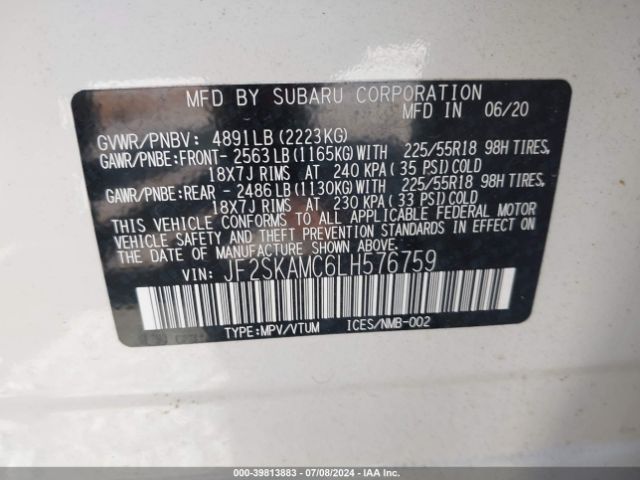 MFD BY SUBARU CORPORATION
MFD IN 06/20
GVWR/PNBV: 4891LB(2223KG)
GAWR/PNBE:FRONT- 2563LB(1165KG)WITH 225/55R18 98H TIRES,
18X7J RIMS AT 240 KPA(35 PSI)COLD
GAWR/PNBE:REAR - 2486LB(1130KG)WITH 225/55R18 98H TIRES,
18X7J RIMS AT 230 KPA(33 PSI)COLD
THIS VEHICLE CONFORMS TO ALL APPLICABLE FEDERAL MOTOR
VEHICLE SAFETY AND THEFT PREVENTION STANDARDS IN EFFECT ON
THE DATE OF MANUFACTURE SHOWN ABOVE.
VIN: JF2SKAMC6LH576759
TYPE:MPV/VTUM ICES/NMB-002
000-39813883 / 07/08/2024 - IAA Inc.